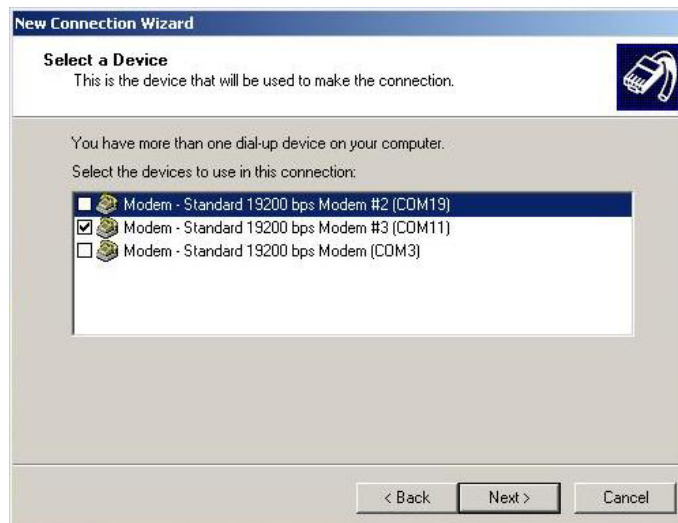 New Connection Wizard
Select a Device
This is the device that will be used to make the connection.
You have more than one dial-up device on your computer.
Select the devices to use in this connection:
Modem - Standard 19200 bps Modem #2 (COM19)
Modem - Standard 19200 bps Modem #3 (COM11)
Modem - Standard 19200 bps Modem (COM3)
< Back Next > Cancel